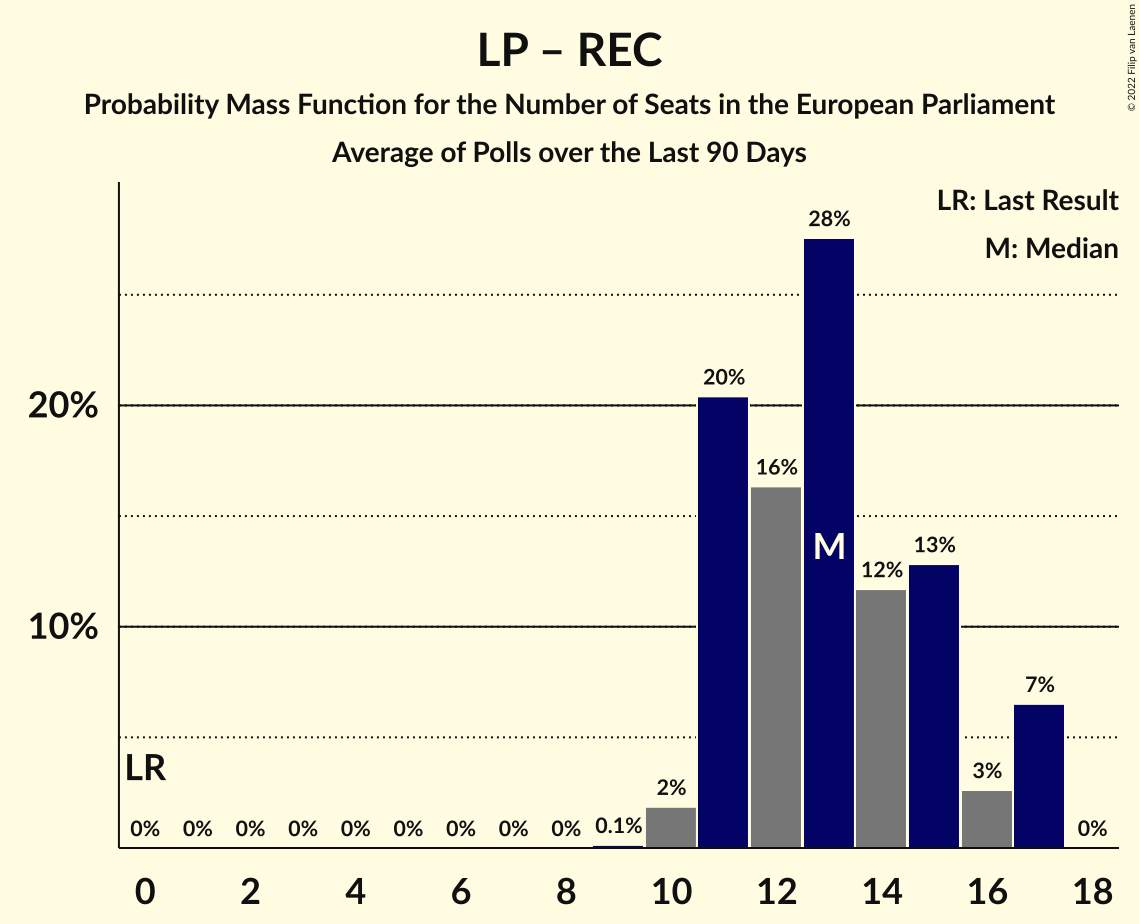 LP – REC
Probability Mass Function for the Number of Seats in the European Parliament
Average of Polls over the Last 90 Days
© 2022 Filip van Laenen
LR: Last Result
M: Median
28%
20%
20%
16%
M
13%
12%
10%
7%
LR
3%
2%
0% 0% 0% 0% 0% 0% 0% 0% 0% 0.1% 0%
0 2 4 6 8 10 12 14 16 18